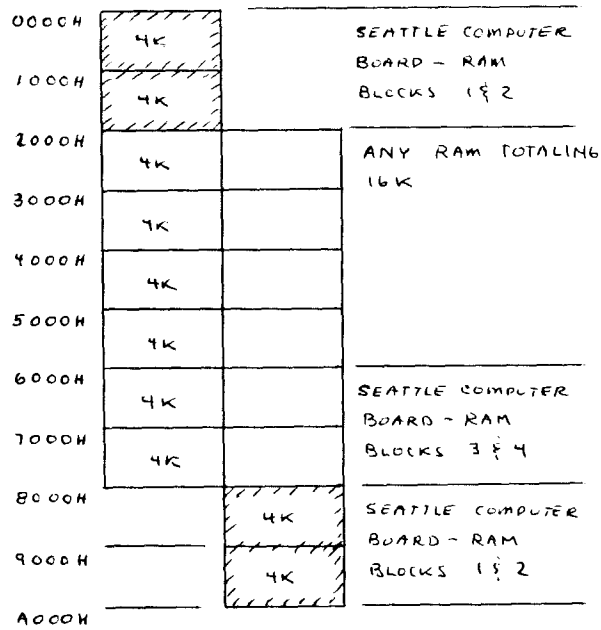 0000H
4K
SEATTLE COMPUTER
BOARD - RAM
BLOCKS 1 & 2
1000H
4K
2000H
4K
ANY RAM TOTALING
16K
3000H
4K
4000H
4K
5000H
4K
6000H
4K
SEATTLE COMPUTER
BOARD - RAM
BLOCKS 3 & 4
7000H
4K
8000H
4K
SEATTLE COMPUTER
BOARD - RAM
BLOCKS 1 & 2
9000H
4K
A000H